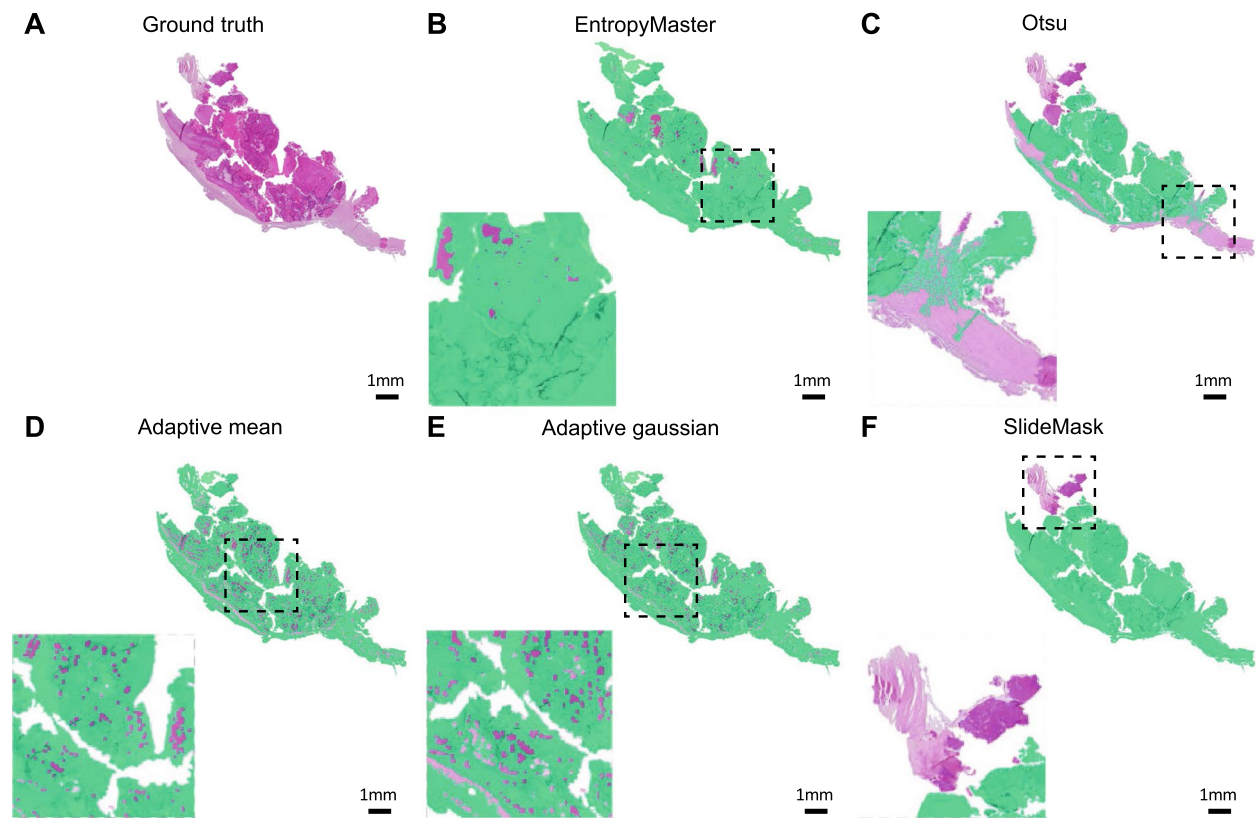 A Ground truth
B EntropyMaster
C Otsu
1mm
1mm
1mm
D Adaptive mean
E Adaptive gaussian
F SlideMask
1mm
1mm
1mm